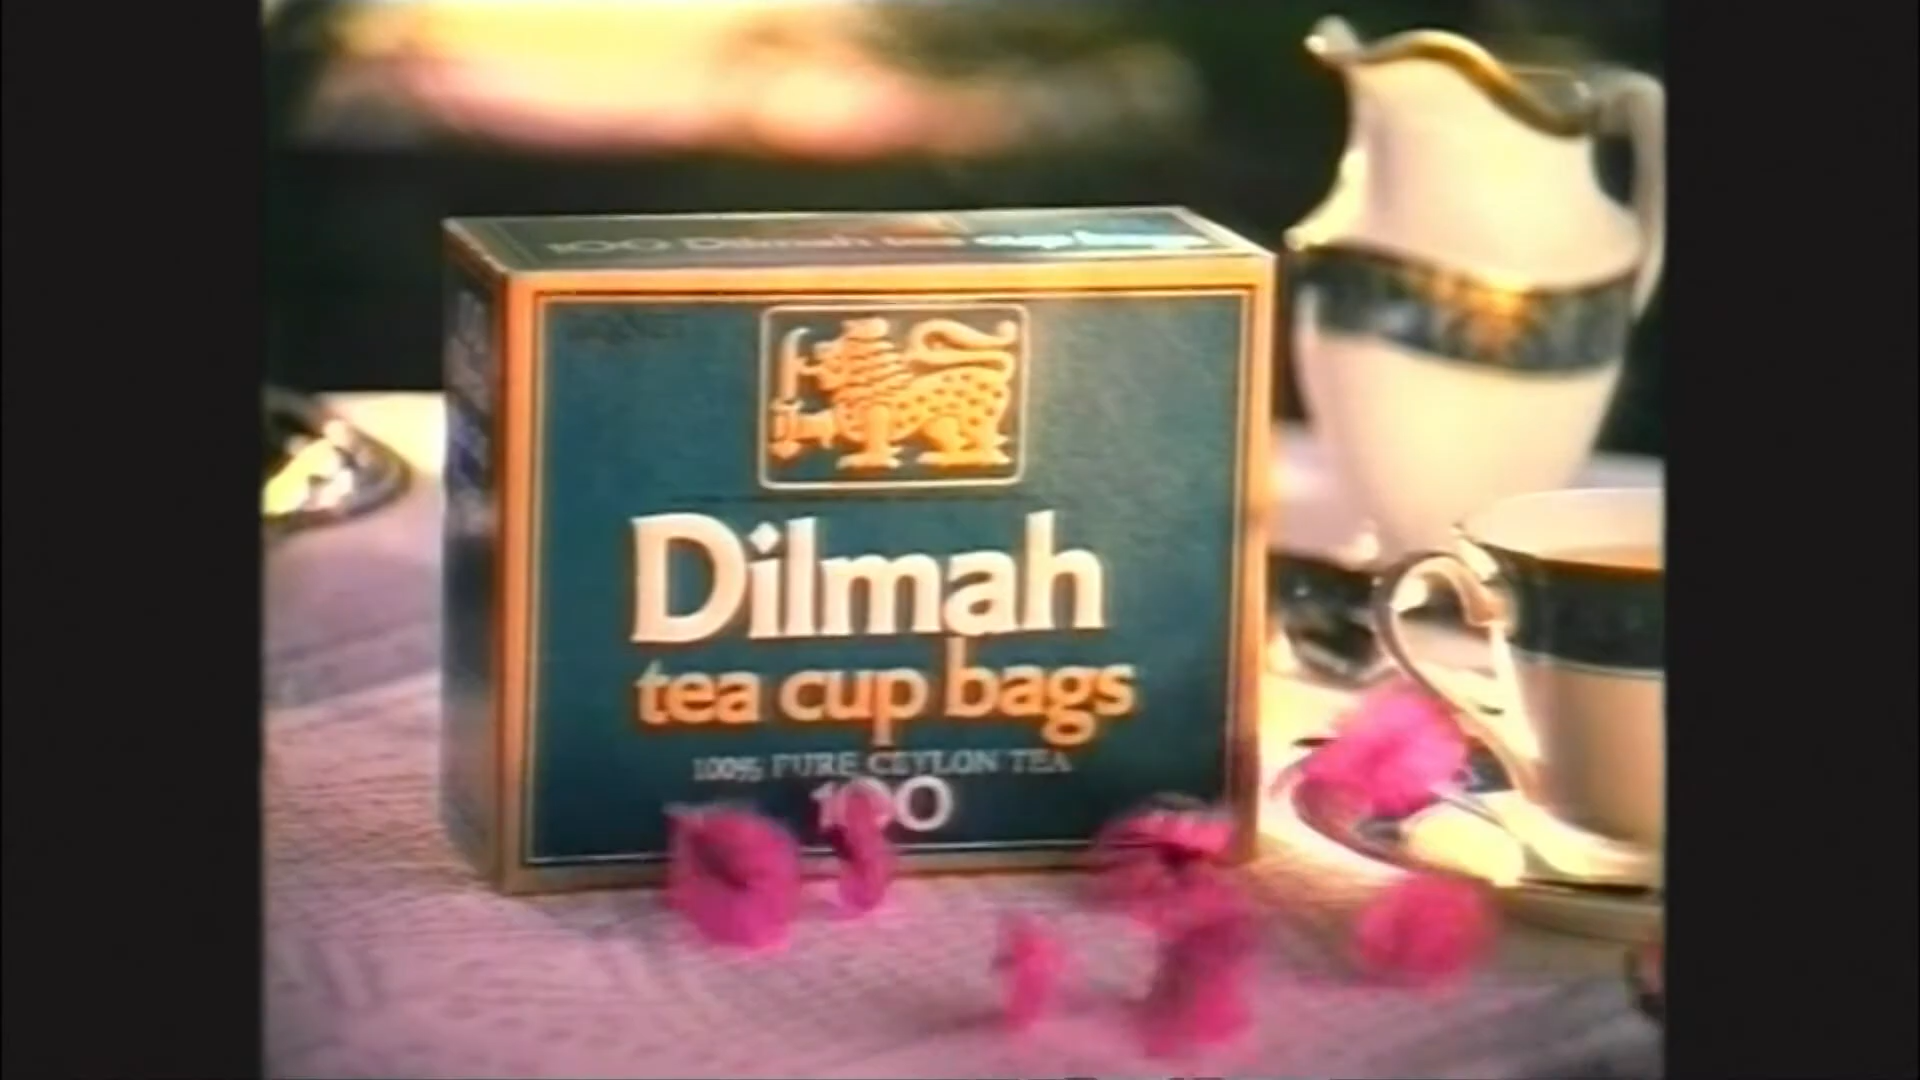 100 Dilmah tea cup bags
Dilmah
tea cup bags
100% PURE CEYLON TEA
100